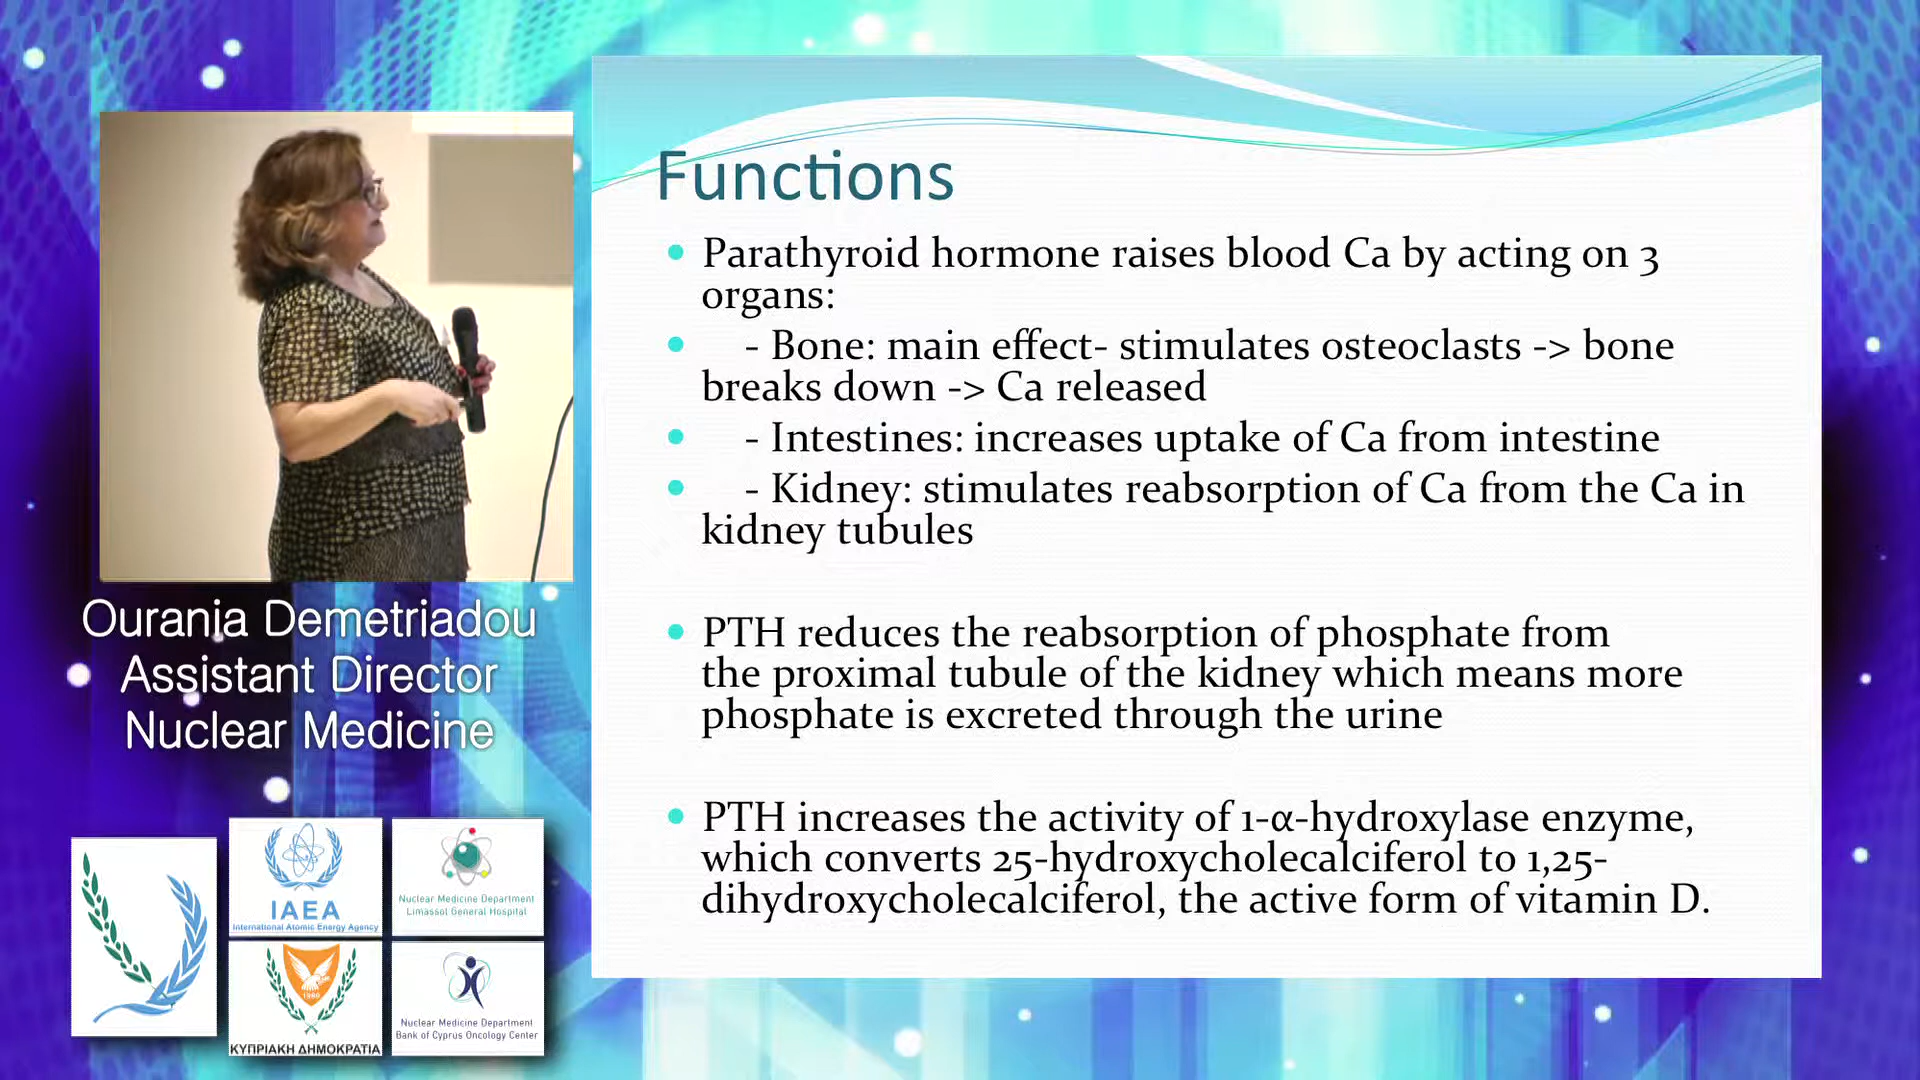 Functions
• Parathyroid hormone raises blood Ca by acting on 3
organs:
• - Bone: main effect- stimulates osteoclasts -> bone
breaks down -> Ca released
• - Intestines: increases uptake of Ca from intestine
• - Kidney: stimulates reabsorption of Ca from the Ca in
kidney tubules
• PTH reduces the reabsorption of phosphate from
the proximal tubule of the kidney which means more
phosphate is excreted through the urine
• PTH increases the activity of 1-α-hydroxylase enzyme,
which converts 25-hydroxycholecalciferol to 1,25-
dihydroxycholecalciferol, the active form of vitamin D.
Ourania Demetriadou
Assistant Director
Nuclear Medicine
IAEA
International Atomic Energy Agency
Nuclear Medicine Department
Limassol General Hospital
1960
ΚΥΠΡΙΑΚΗ ΔΗΜΟΚΡΑΤΙΑ
Nuclear Medicine Department
Bank of Cyprus Oncology Center